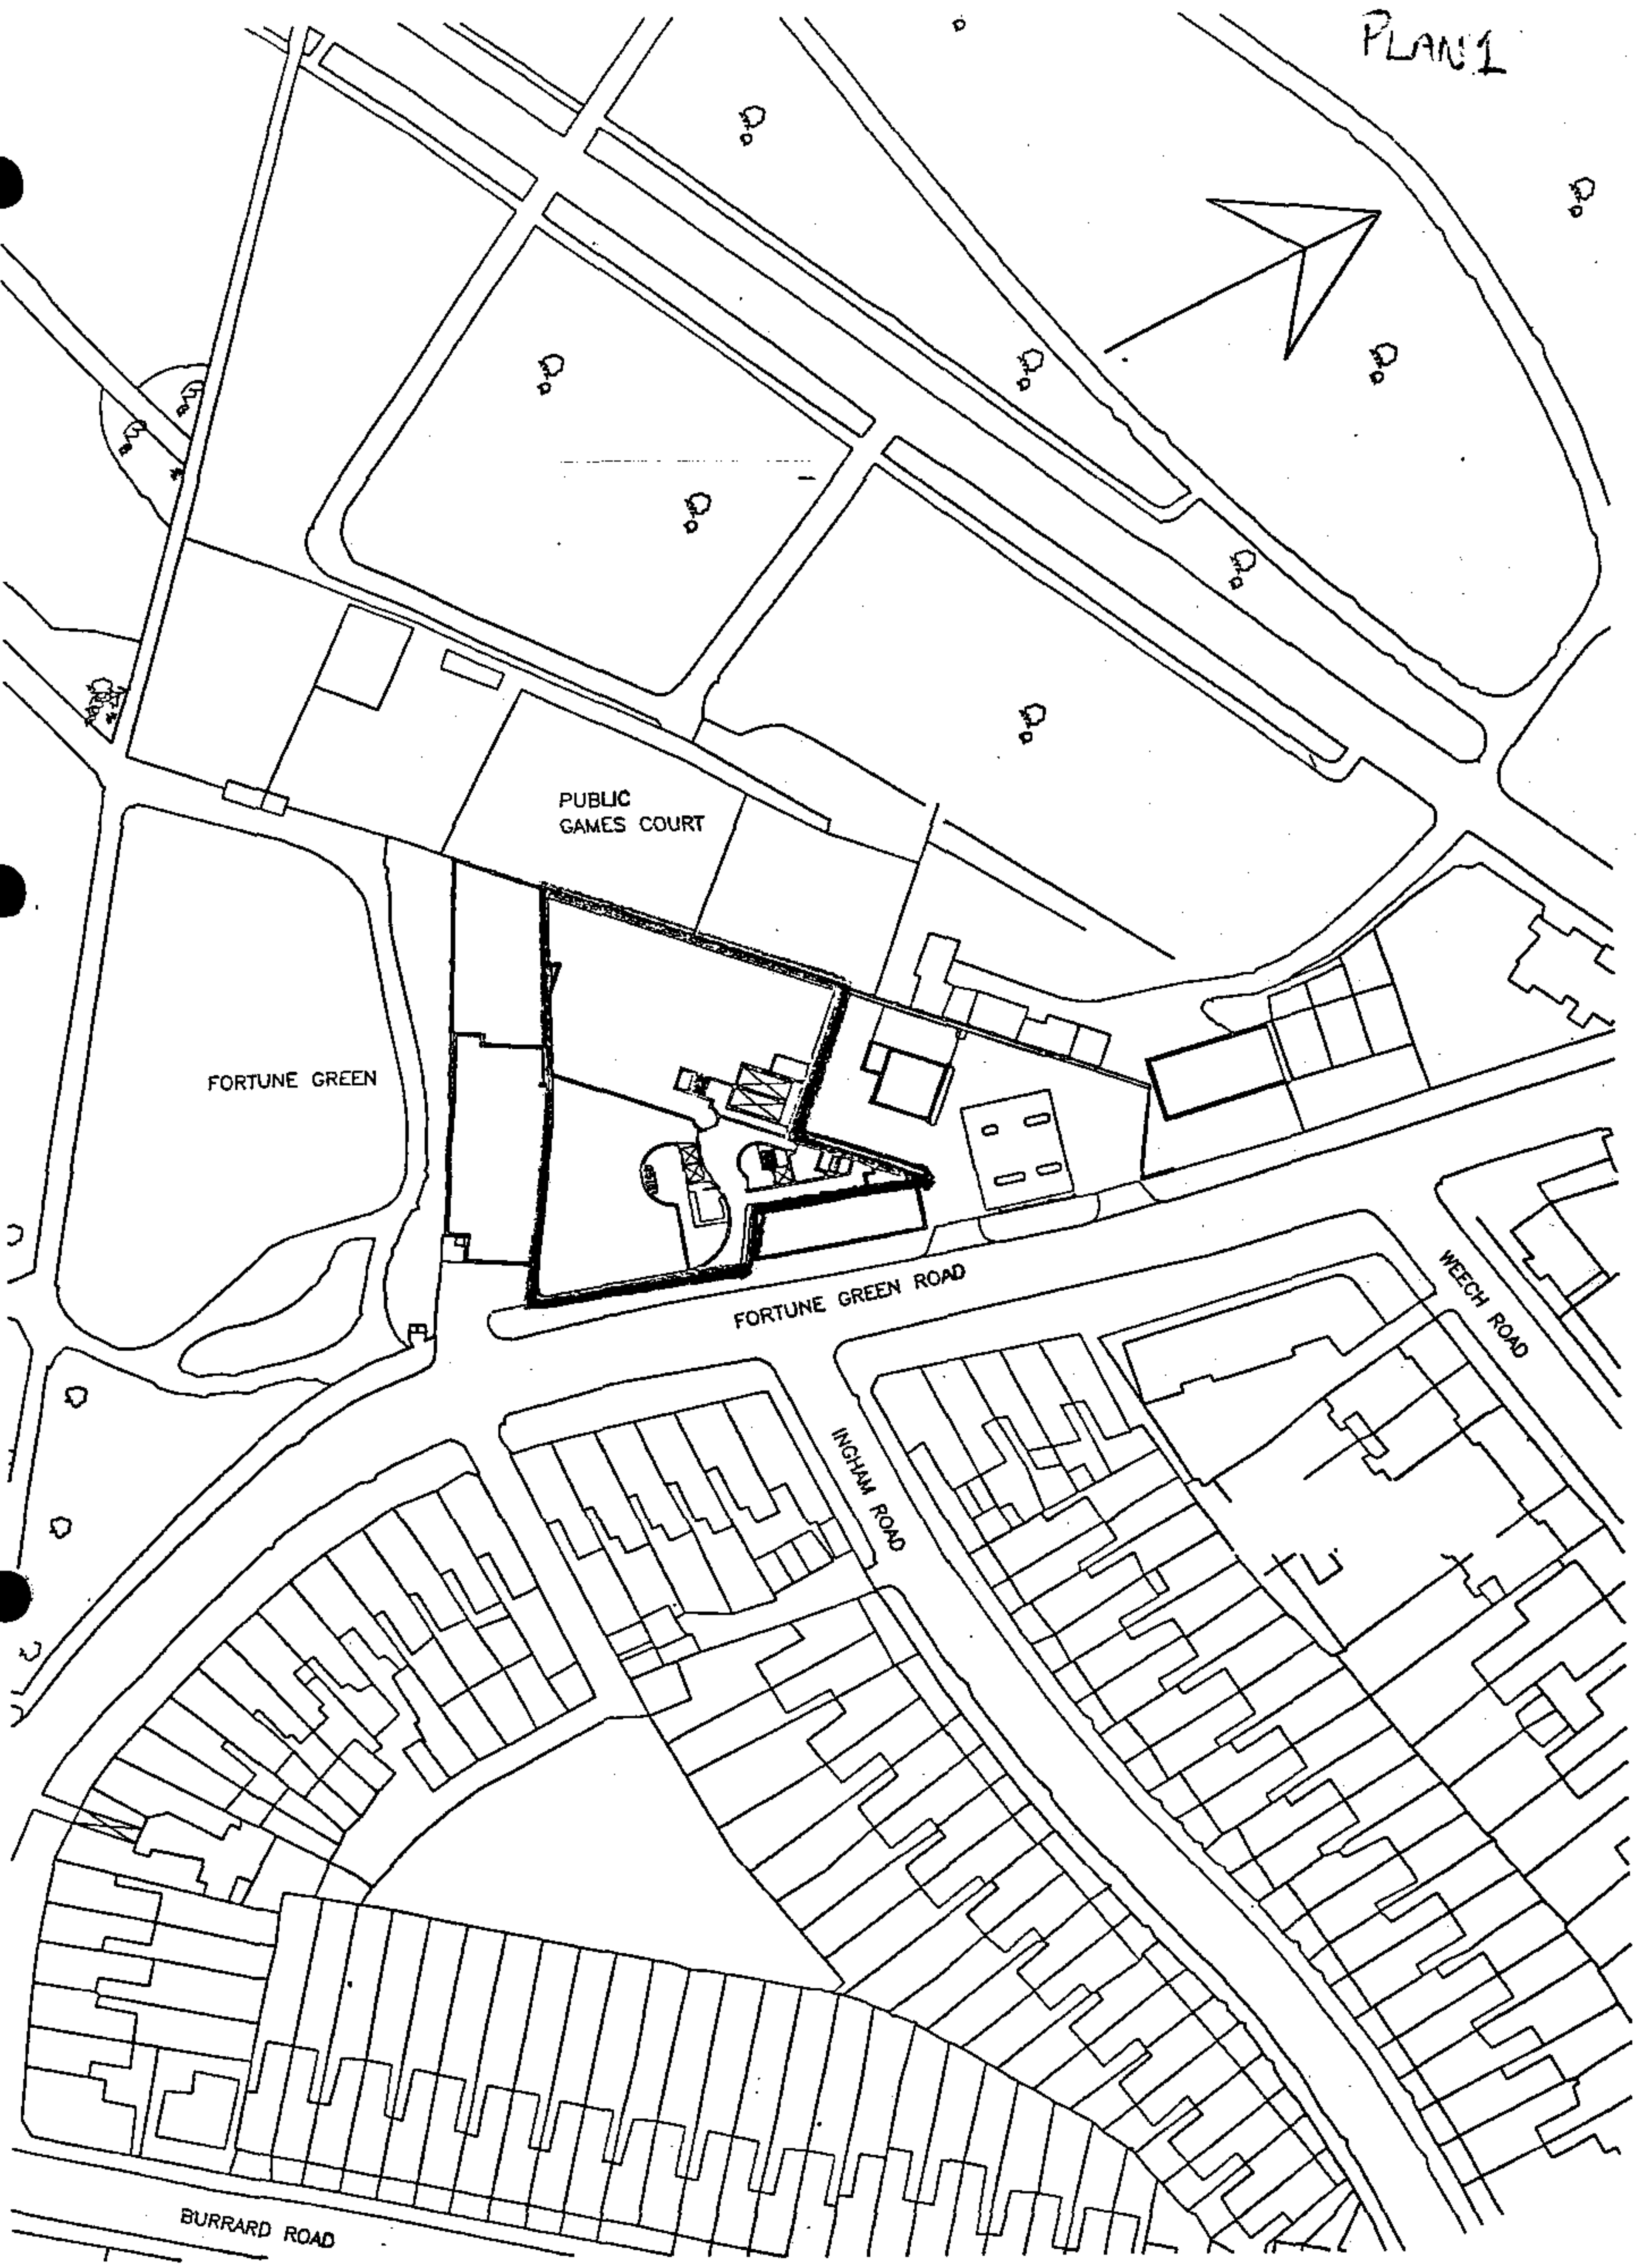 PLAN 1
PUBLIC
GAMES COURT
FORTUNE GREEN
FORTUNE GREEN ROAD
WEECH ROAD
INGHAM ROAD
BURRARD ROAD